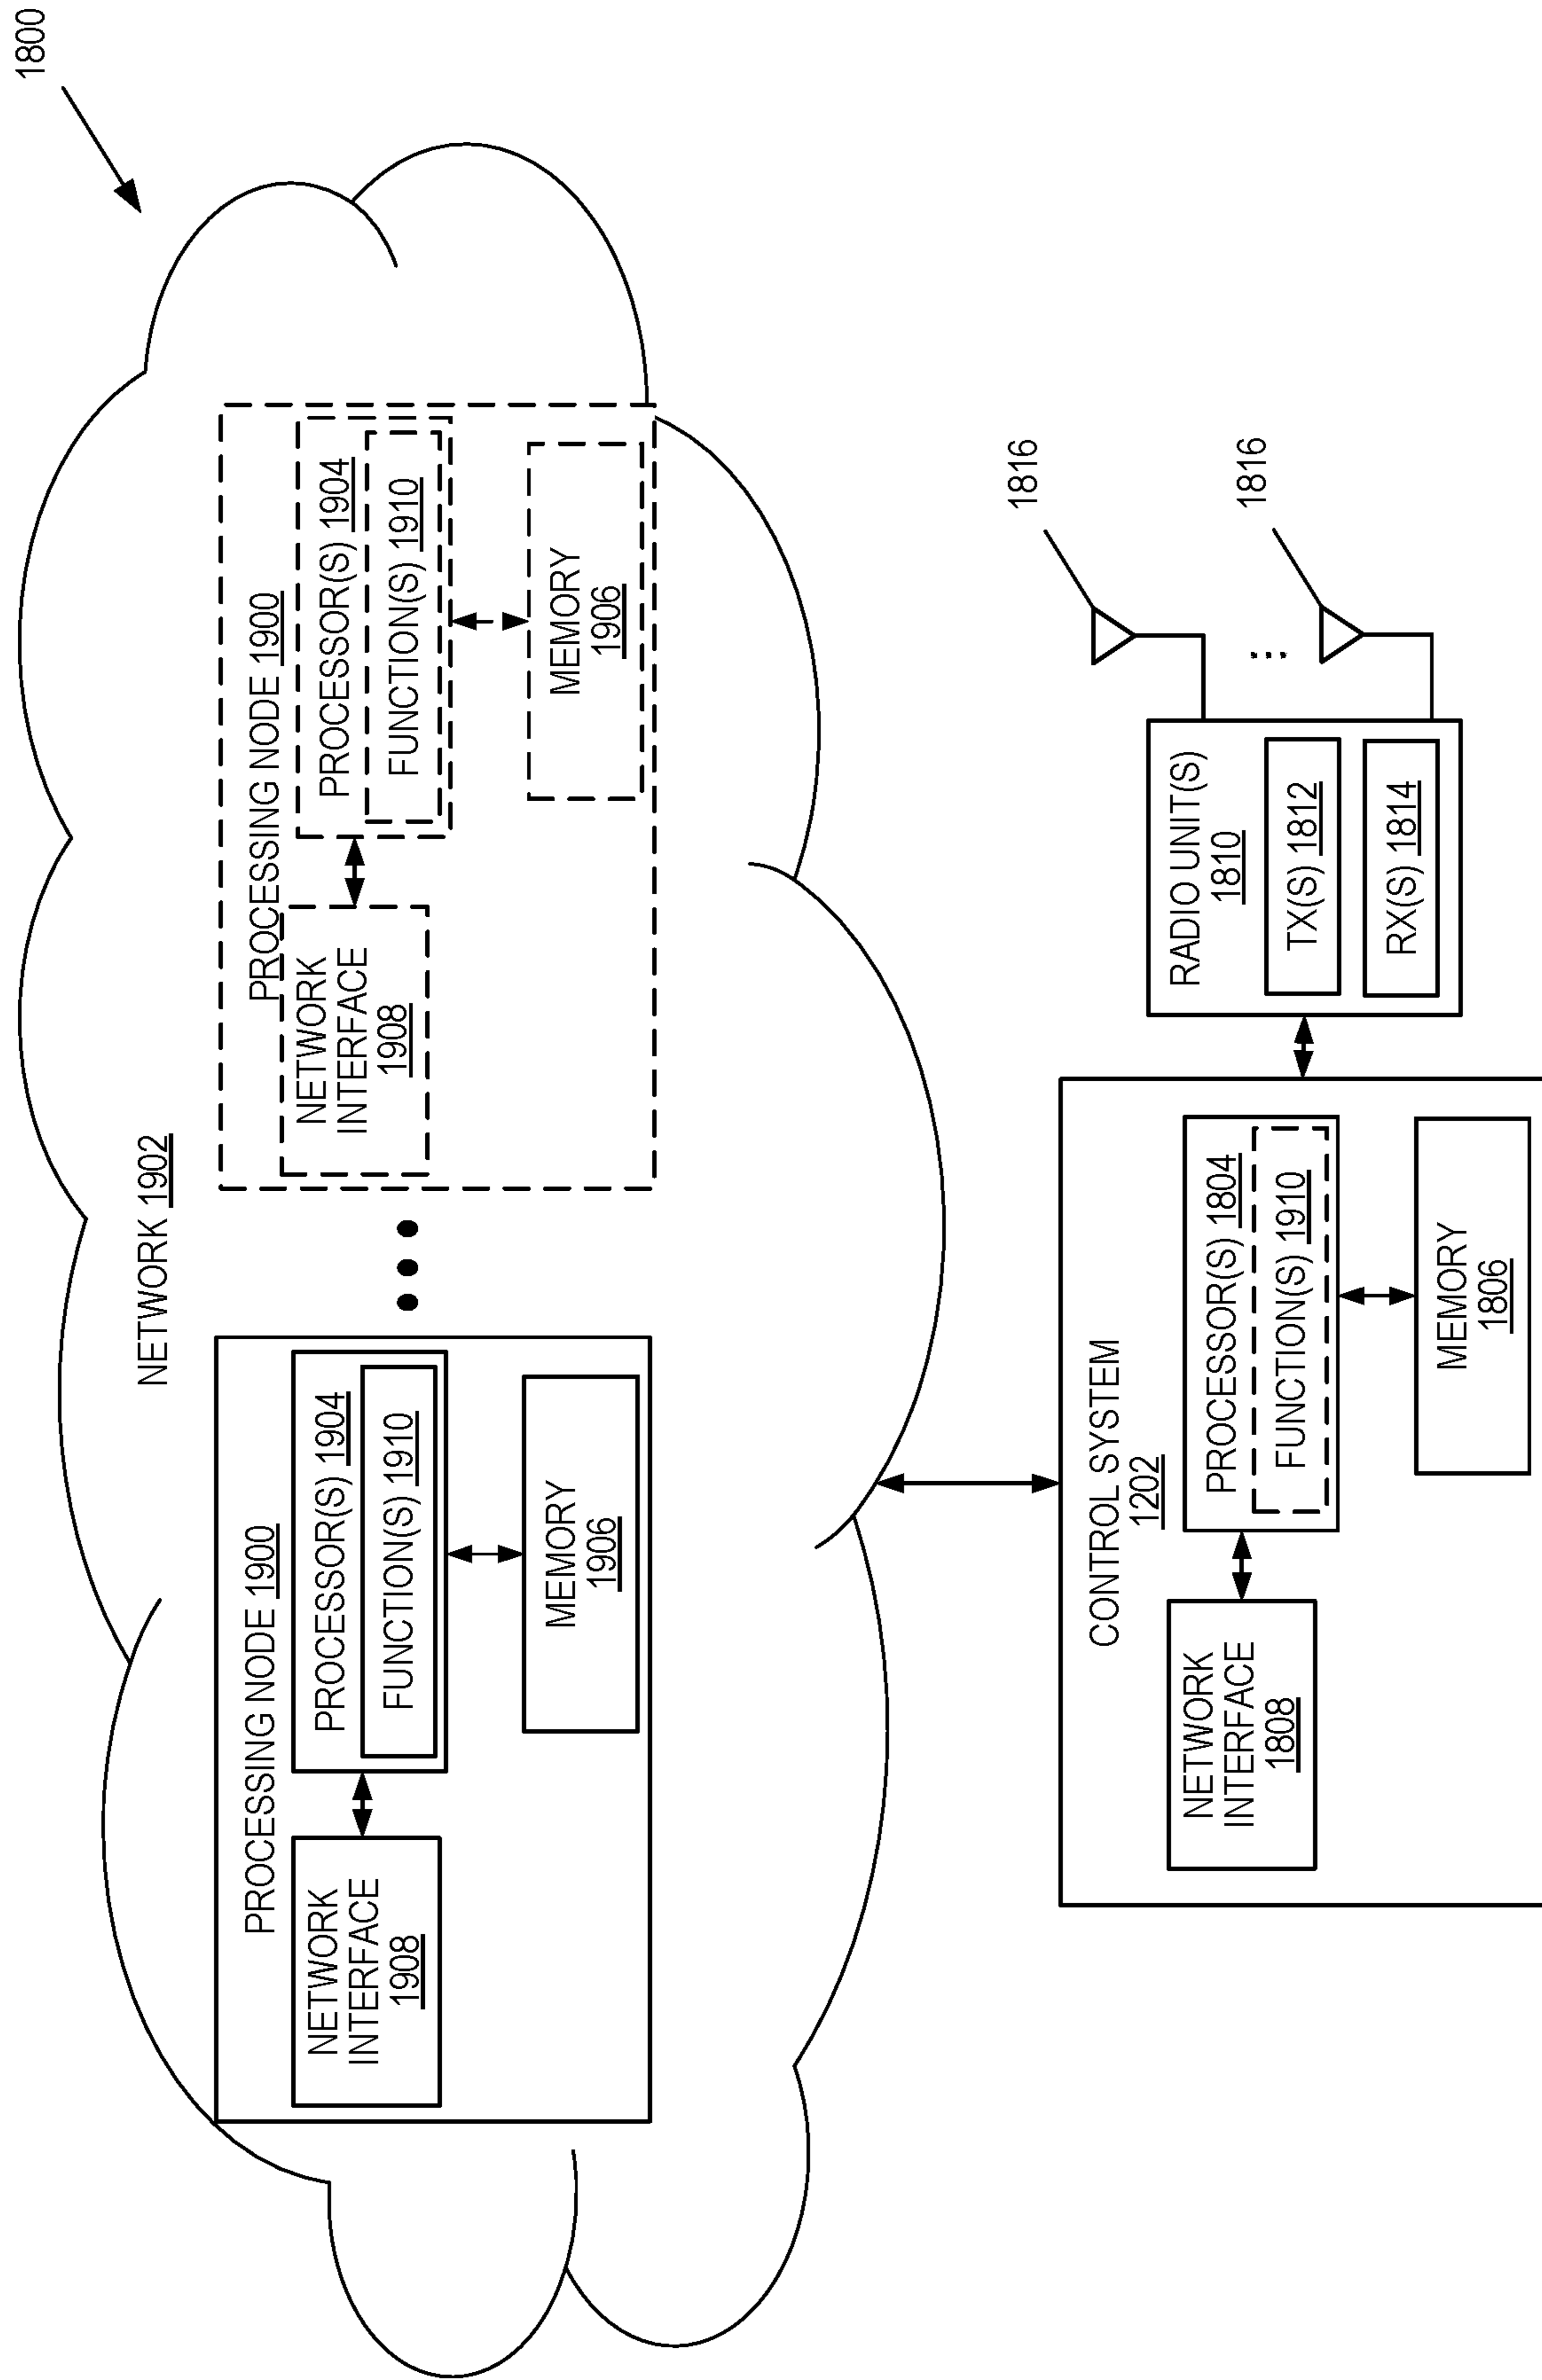 1800
NETWORK 1902
PROCESSING NODE 1900
NETWORK
INTERFACE
1908
PROCESSOR(S) 1904
FUNCTION(S) 1910
MEMORY
1906
PROCESSING NODE 1900
NETWORK
INTERFACE
1908
PROCESSOR(S) 1904
FUNCTION(S) 1910
MEMORY
1906
CONTROL SYSTEM
1202
NETWORK
INTERFACE
1808
PROCESSOR(S) 1804
FUNCTION(S) 1910
MEMORY
1806
RADIO UNIT(S)
1810
TX(S) 1812
RX(S) 1814
1816
1816